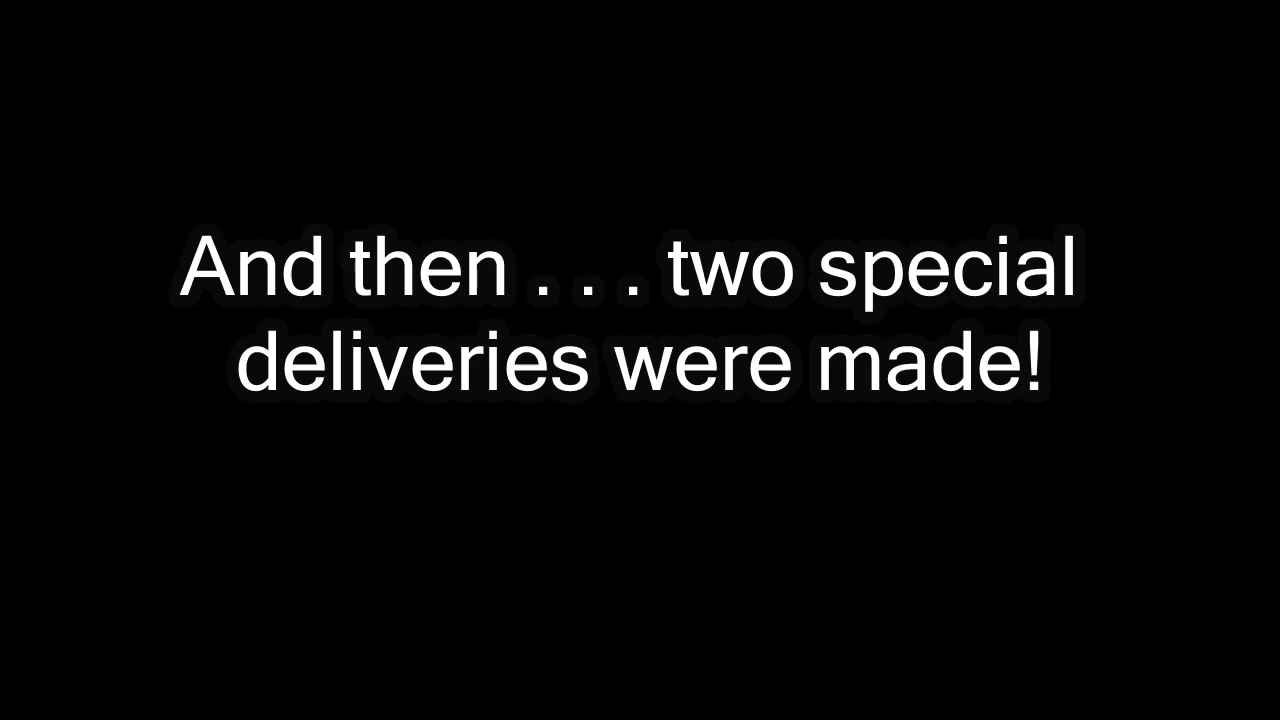 And then . . . two special
deliveries were made!